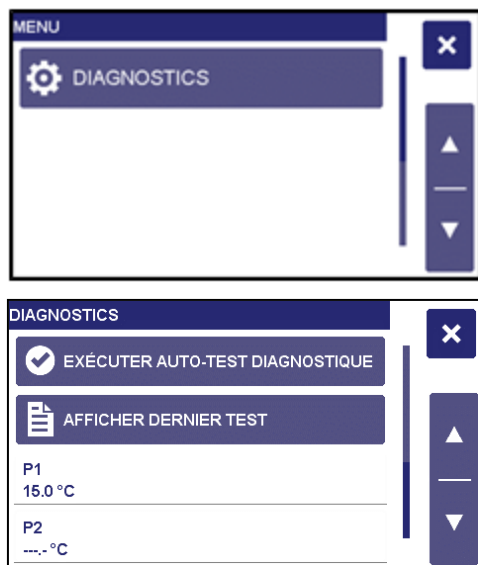 MENU
DIAGNOSTICS
DIAGNOSTICS
EXÉCUTER AUTO-TEST DIAGNOSTIQUE
AFFICHER DERNIER TEST
P1
15.0 °C
P2
---.- °C